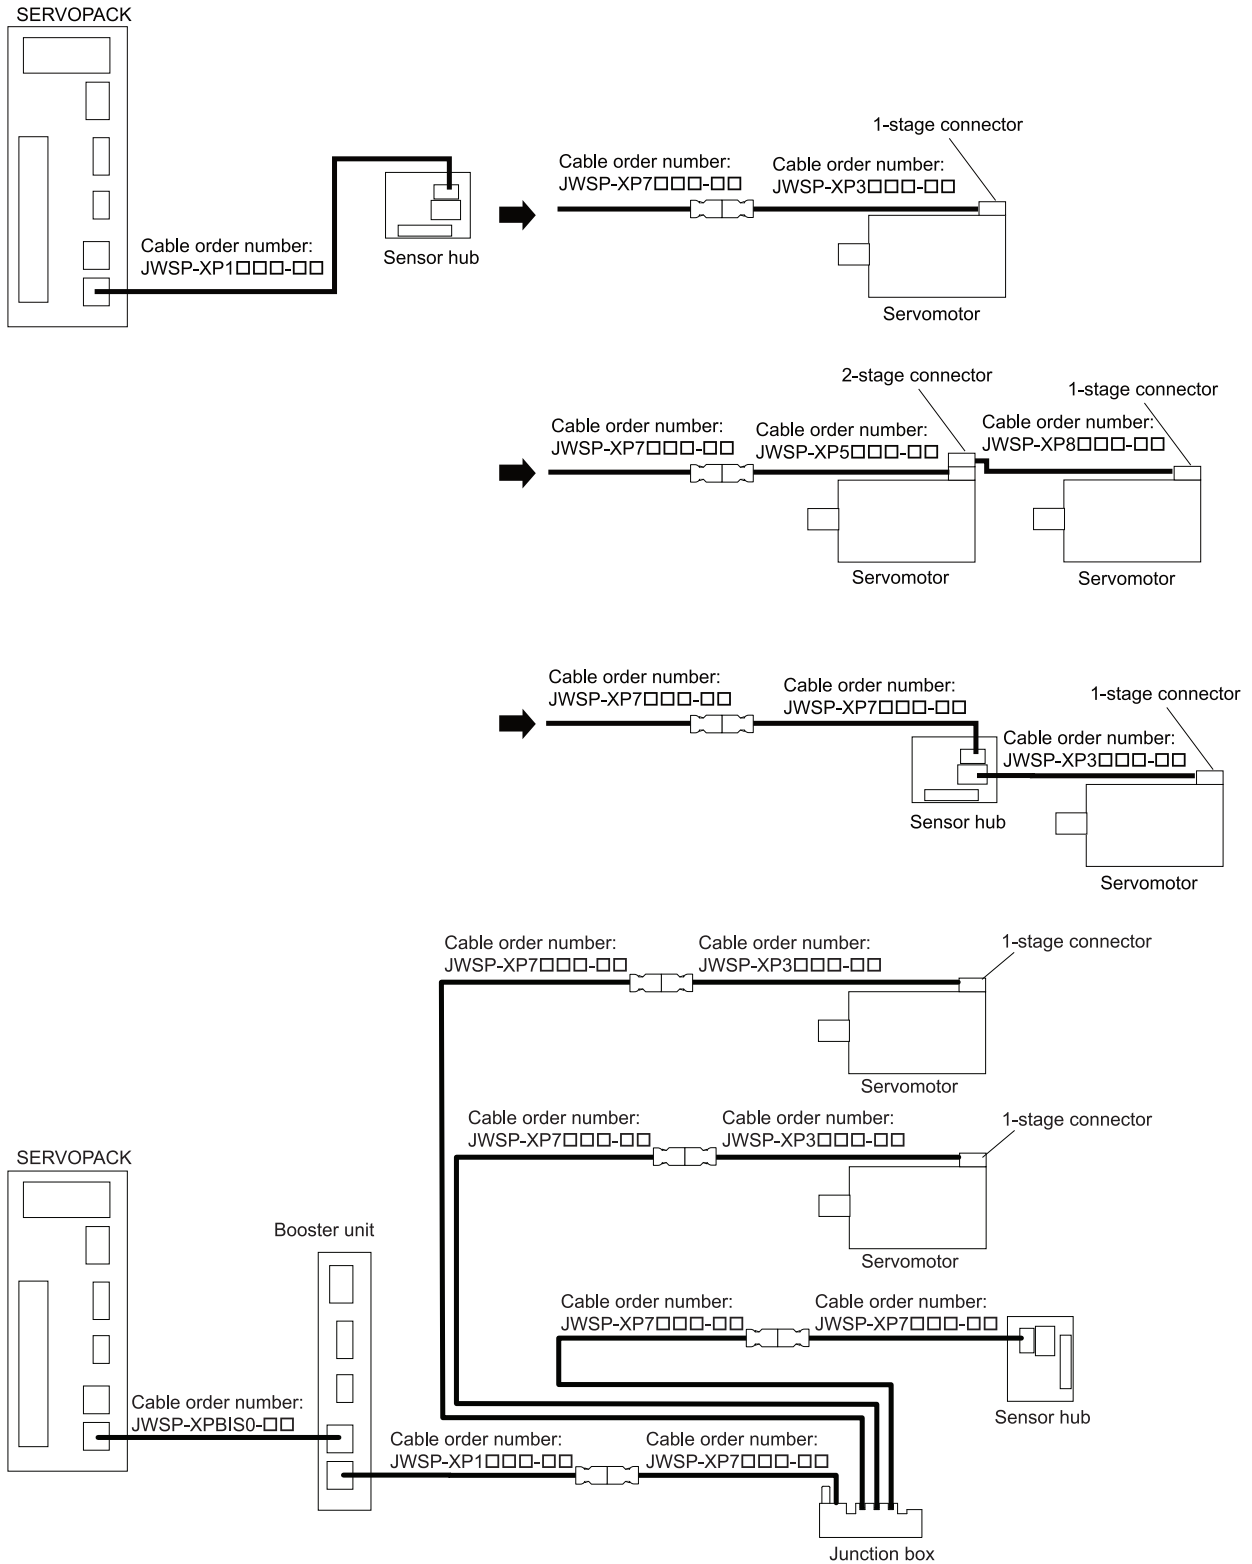 SERVOPACK
1-stage connector
Cable order number:
JWSP-XP7□□□-□□
Cable order number:
JWSP-XP3□□□-□□
Cable order number:
JWSP-XP1□□□-□□
Sensor hub
Servomotor
2-stage connector
1-stage connector
Cable order number:
JWSP-XP7□□□-□□
Cable order number:
JWSP-XP5□□□-□□
Cable order number:
JWSP-XP8□□□-□□
Servomotor
Servomotor
Cable order number:
JWSP-XP7□□□-□□
Cable order number:
JWSP-XP7□□□-□□
1-stage connector
Cable order number:
JWSP-XP3□□□-□□
Sensor hub
Servomotor
Cable order number:
JWSP-XP7□□□-□□
Cable order number:
JWSP-XP3□□□-□□
1-stage connector
Servomotor
Cable order number:
JWSP-XP7□□□-□□
Cable order number:
JWSP-XP3□□□-□□
1-stage connector
SERVOPACK
Booster unit
Servomotor
Cable order number:
JWSP-XP7□□□-□□
Cable order number:
JWSP-XP7□□□-□□
Sensor hub
Cable order number:
JWSP-XPBIS0-□□
Cable order number:
JWSP-XP1□□□-□□
Cable order number:
JWSP-XP7□□□-□□
Junction box